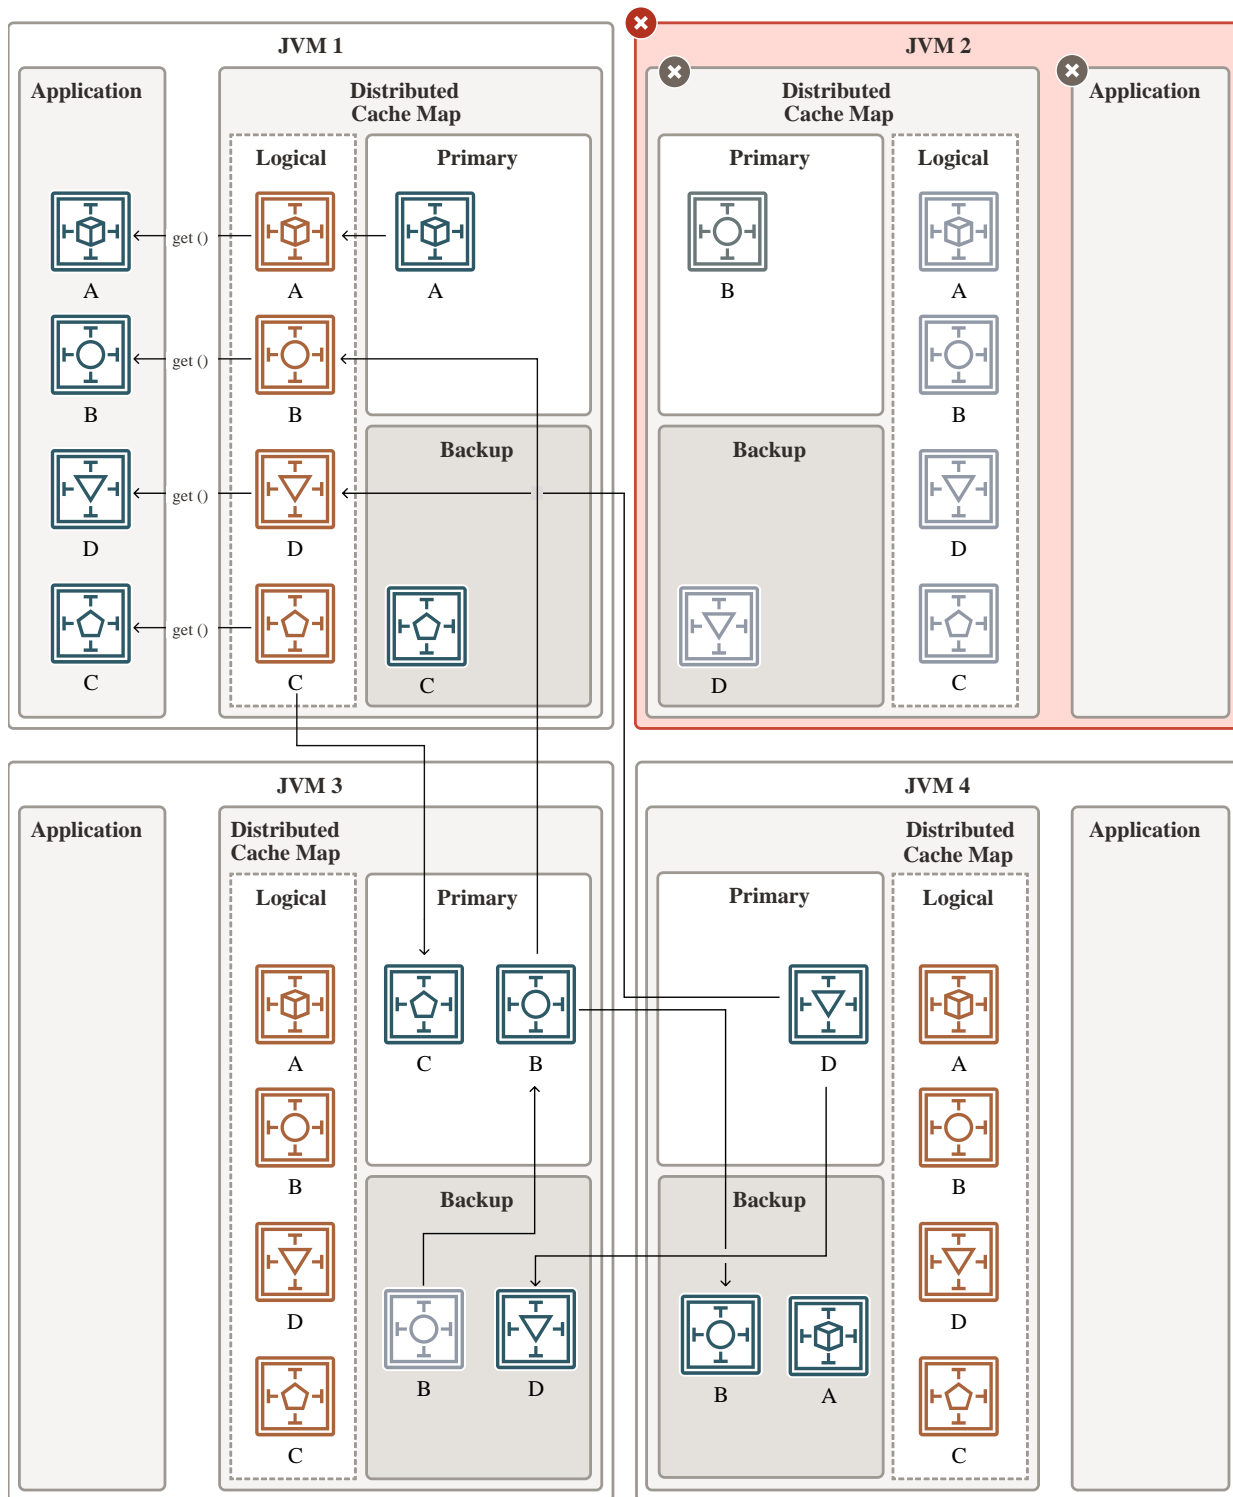 JVM 1
Application
Distributed
Cache Map
Logical
Primary
A
get ()
A
A
B
get ()
B
Backup
D
get ()
D
C
get ()
C
C
JVM 2
Distributed
Cache Map
Application
Primary
Logical
B
A
B
Backup
D
D
C
JVM 3
Application
Distributed
Cache Map
Logical
Primary
A
C
B
B
Backup
D
B
D
C
JVM 4
Distributed
Cache Map
Application
Primary
Logical
D
A
B
Backup
D
B
A
C